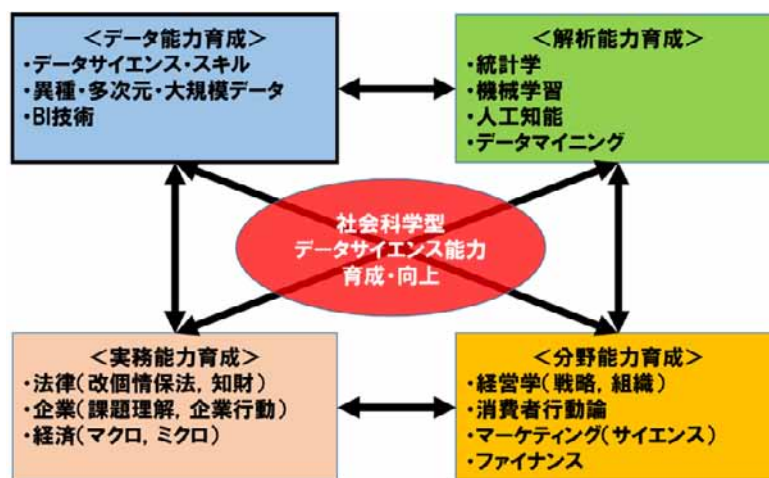 ＜データ能力育成＞
・データサイエンス・スキル
・異種・多次元・大規模データ
・BI技術
＜解析能力育成＞
・統計学
・機械学習
・人工知能
・データマイニング
社会科学型
データサイエンス能力
育成・向上
＜実務能力育成＞
・法律(改個情保法, 知財)
・企業(課題理解, 企業行動)
・経済(マクロ, ミクロ)
＜分野能力育成＞
・経営学(戦略, 組織)
・消費者行動論
・マーケティング(サイエンス)
・ファイナンス